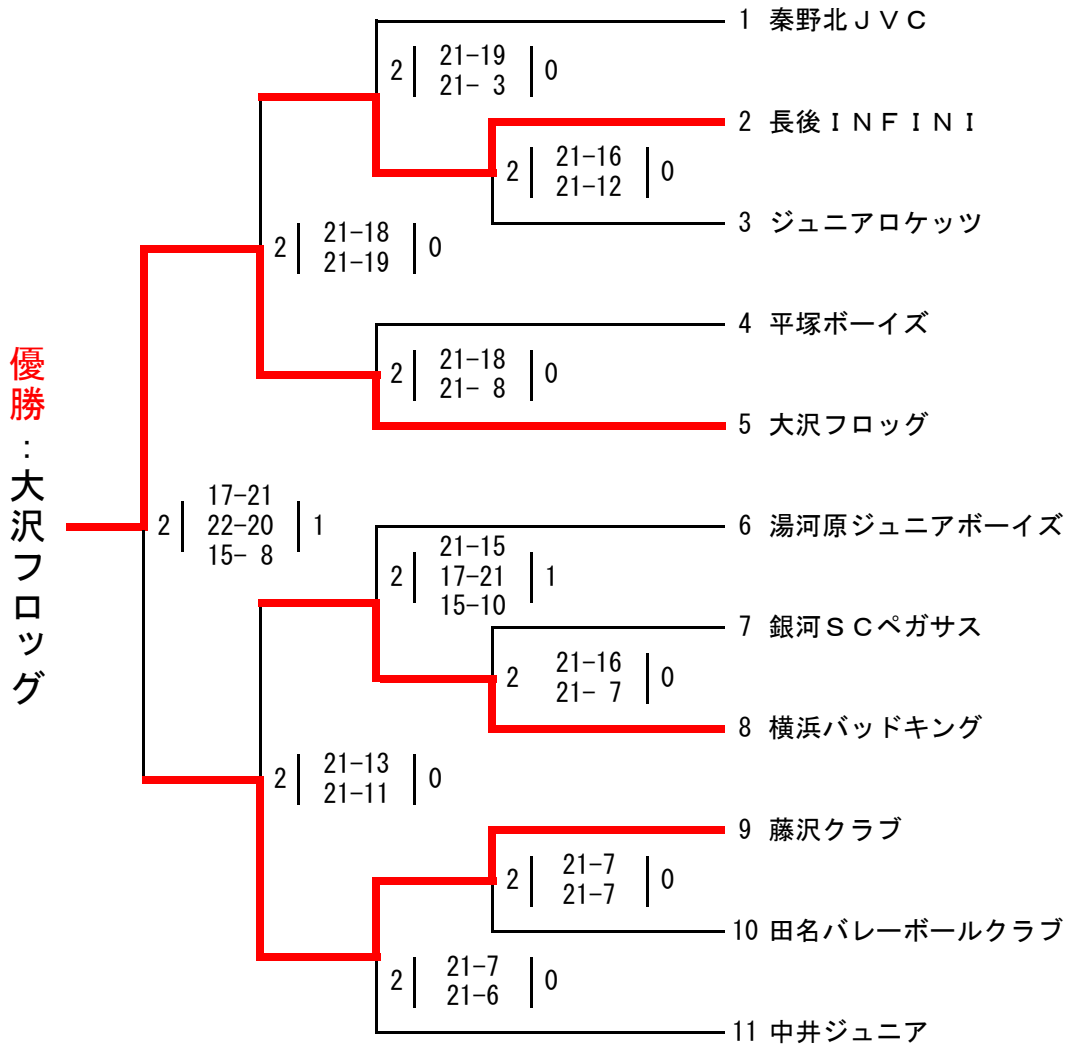 1 秦野北ＪＶＣ
2 21-19 0
21- 3
2 長後ＩＮＦＩＮＩ
2 21-16 0
21-12
3 ジュニアロケッツ
2 21-18 0
21-19
4 平塚ボーイズ
2 21-18 0
21- 8
5 大沢フロッグ
優勝：大沢フロッグ
17-21
2 22-20 1
15- 8
6 湯河原ジュニアボーイズ
21-15
2 17-21 1
15-10
7 銀河ＳＣペガサス
2 21-16 0
21- 7
8 横浜バッドキング
2 21-13 0
21-11
9 藤沢クラブ
2 21-7 0
21-7
10 田名バレーボールクラブ
2 21-7 0
21-6
11 中井ジュニア